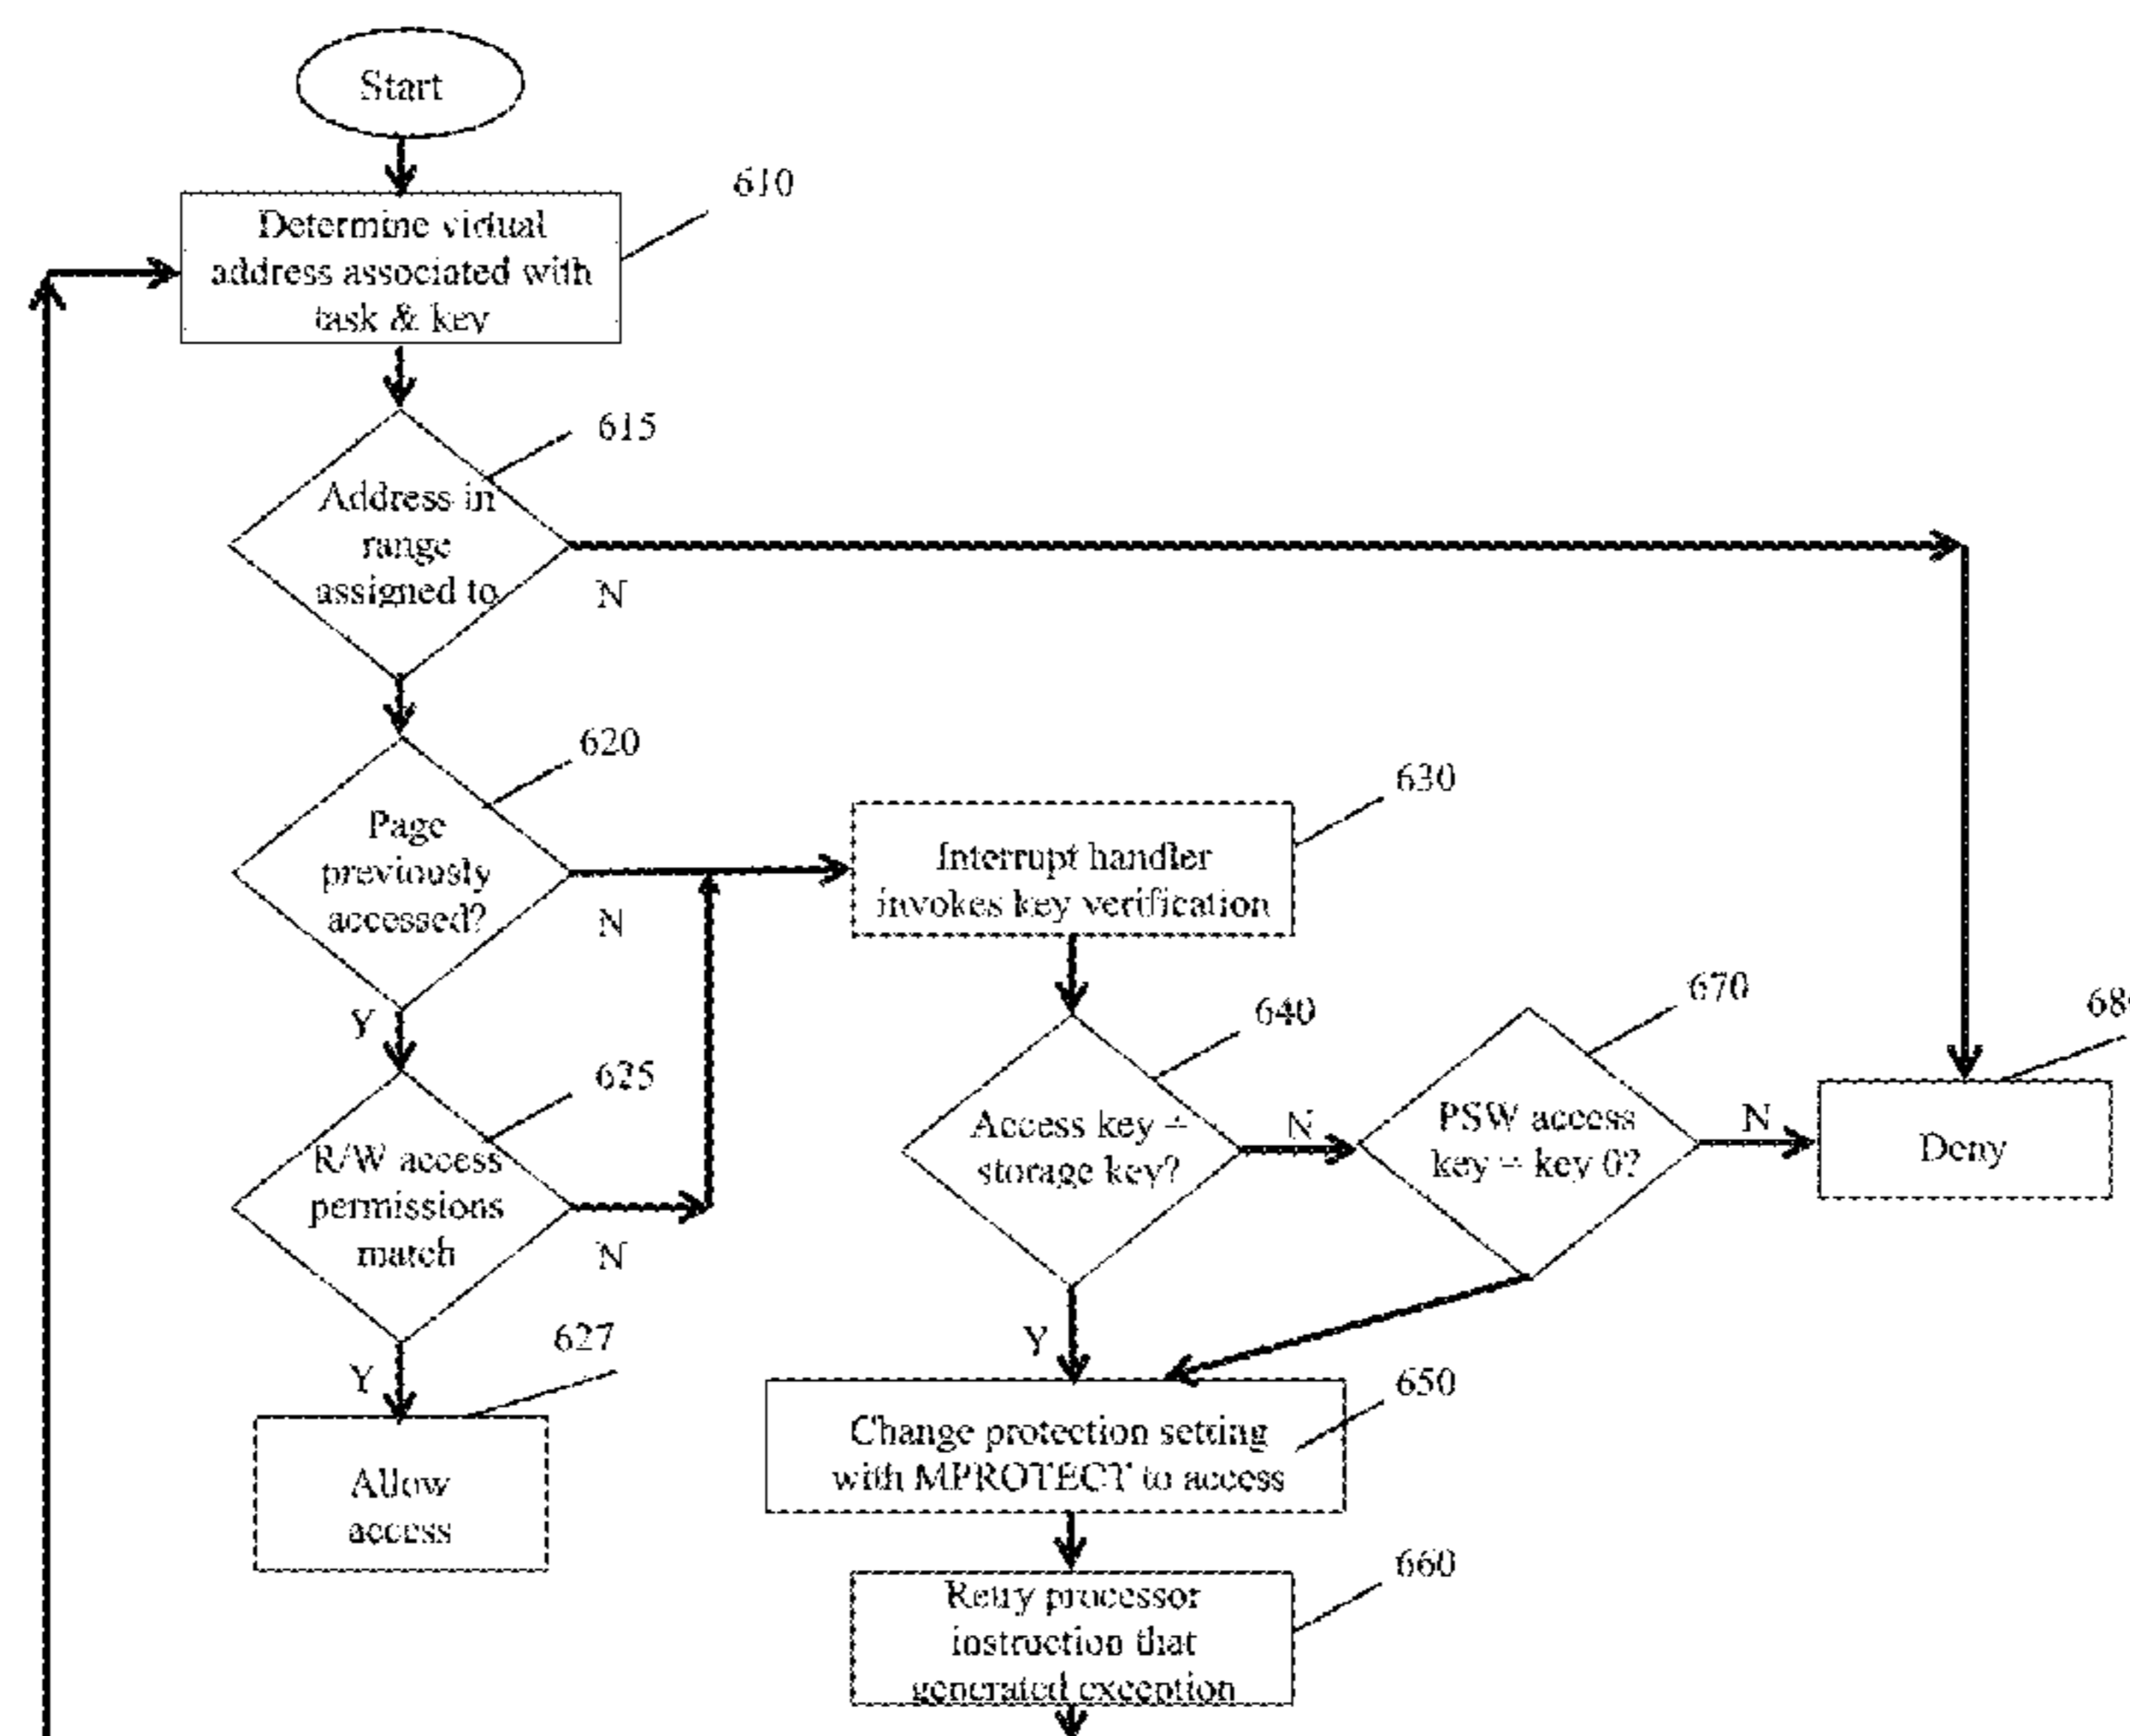 Start
610
Determine virtual
address associated with
task & key
615
Address in
range
assigned to
N
620
Page
previously
accessed?
N
Y
630
Interrupt handler
invokes key verification
625
R/W access
permissions
match
N
Y
640
Access key =
storage key?
N
Y
670
PSW access
key = key 0?
N
68
Deny
627
Allow
access
650
Change protection setting
with MPROTECT to access
660
Retry processor
instruction that
generated exception